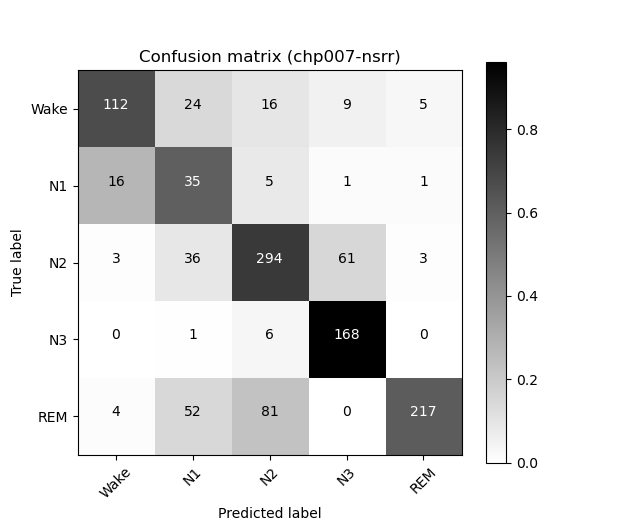 Confusion matrix (chp007-nsrr)
Wake 112 24 16 9 5
N1 16 35 5 1 1
N2 3 36 294 61 3
N3 0 1 6 168 0
REM 4 52 81 0 217
Wake N1 N2 N3 REM
True label
Predicted label
0.8
0.6
0.4
0.2
0.0